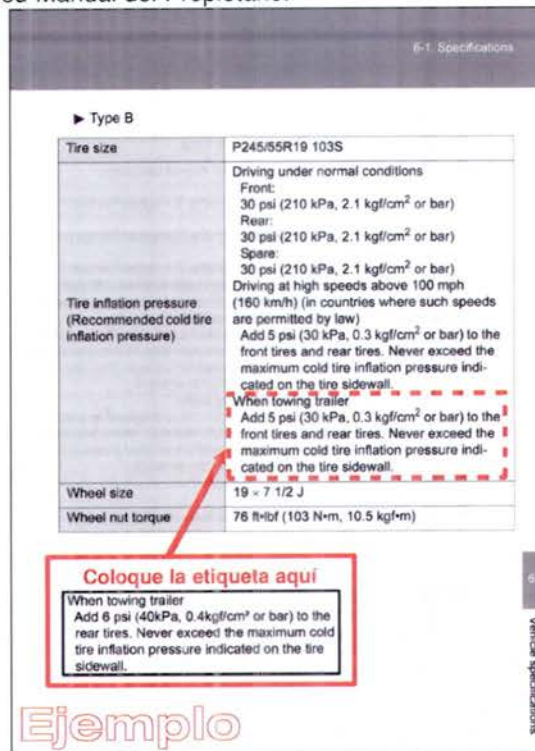 su Manual del Propietario.
6-1. Specifications
▶ Type B
Tire size
P245/55R19 103S
Tire inflation pressure
(Recommended cold tire
inflation pressure)
Driving under normal conditions
Front:
30 psi (210 kPa, 2.1 kgf/cm² or bar)
Rear:
30 psi (210 kPa, 2.1 kgf/cm² or bar)
Spare:
30 psi (210 kPa, 2.1 kgf/cm² or bar)
Driving at high speeds above 100 mph
(160 km/h) (in countries where such speeds
are permitted by law)
Add 5 psi (30 kPa, 0.3 kgf/cm² or bar) to the
front tires and rear tires. Never exceed the
maximum cold tire inflation pressure indi-
cated on the tire sidewall.
When towing trailer
Add 5 psi (30 kPa, 0.3 kgf/cm² or bar) to the
front tires and rear tires. Never exceed the
maximum cold tire inflation pressure indi-
cated on the tire sidewall.
Wheel size
19 × 7 1/2 J
Wheel nut torque
76 ft•lbf (103 N•m, 10.5 kgf•m)
Coloque la etiqueta aquí
When towing trailer
Add 6 psi (40kPa, 0.4kgf/cm² or bar) to the
rear tires. Never exceed the maximum cold
tire inflation pressure indicated on the tire
sidewall.
6
Vehicle specifications
Ejemplo